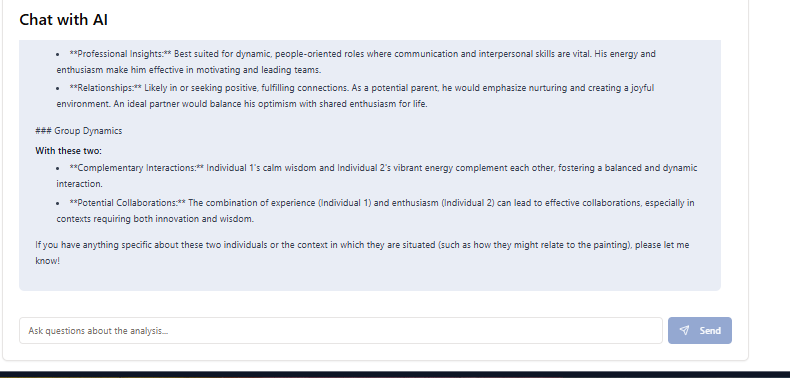 Chat with AI
• **Professional Insights:** Best suited for dynamic, people-oriented roles where communication and interpersonal skills are vital. His energy and
enthusiasm make him effective in motivating and leading teams.
• **Relationships:** Likely in or seeking positive, fulfilling connections. As a potential parent, he would emphasize nurturing and creating a joyful
environment. An ideal partner would balance his optimism with shared enthusiasm for life.
### Group Dynamics
With these two:
• **Complementary Interactions:** Individual 1's calm wisdom and Individual 2's vibrant energy complement each other, fostering a balanced and dynamic
interaction.
• **Potential Collaborations:** The combination of experience (Individual 1) and enthusiasm (Individual 2) can lead to effective collaborations, especially in
contexts requiring both innovation and wisdom.
If you have anything specific about these two individuals or the context in which they are situated (such as how they might relate to the painting), please let me
know!
Ask questions about the analysis...
Send